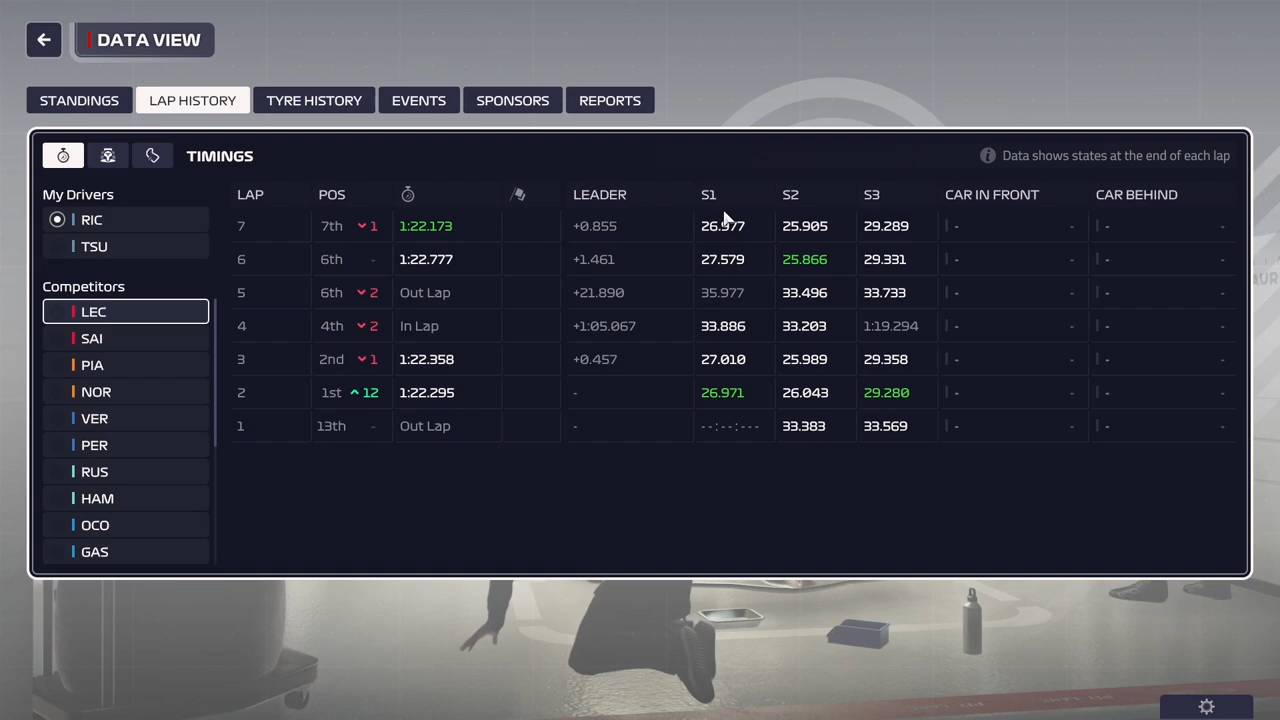 DATA VIEW
STANDINGS LAP HISTORY TYRE HISTORY EVENTS SPONSORS REPORTS
TIMINGS Data shows states at the end of each lap
My Drivers
RIC
TSU
Competitors
LEC
SAI
PIA
NOR
VER
PER
RUS
HAM
OCO
GAS
LAP POS LEADER S1 S2 S3 CAR IN FRONT CAR BEHIND
7 7th 1 1:22.173 +0.855 26.977 25.905 29.289 - - - -
6 6th - 1:22.777 +1.461 27.579 25.866 29.331 - - - -
5 6th 2 Out Lap +21.890 35.977 33.496 33.733 - - - -
4 4th 2 In Lap +1:05.067 33.886 33.203 1:19.294 - - - -
3 2nd 1 1:22.358 +0.457 27.010 25.989 29.358 - - - -
2 1st 12 1:22.295 - 26.971 26.043 29.280 - - - -
1 13th - Out Lap - --:--:--- 33.383 33.569 - - - -